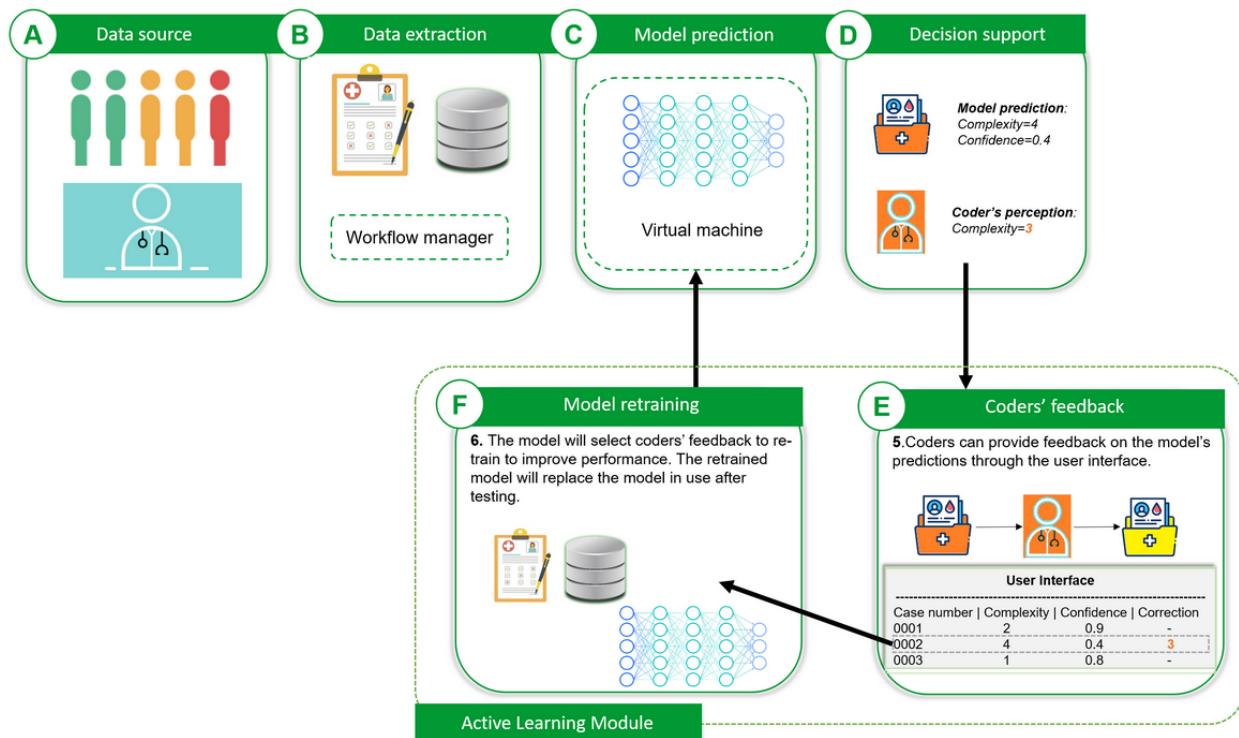 A
Data source
B
Data extraction
Workflow manager
C
Model prediction
Virtual machine
D
Decision support
Model prediction:
Complexity=4
Confidence=0.4
Coder's perception:
Complexity=3
F
Model retraining
6. The model will select coders' feedback to re-
train to improve performance. The retrained
model will replace the model in use after
testing.
E
Coders' feedback
5.Coders can provide feedback on the model's
predictions through the user interface.
User Interface
Case number | Complexity | Confidence | Correction
0001 2 0.9 -
0002 4 0.4 3
0003 1 0.8 -
Active Learning Module